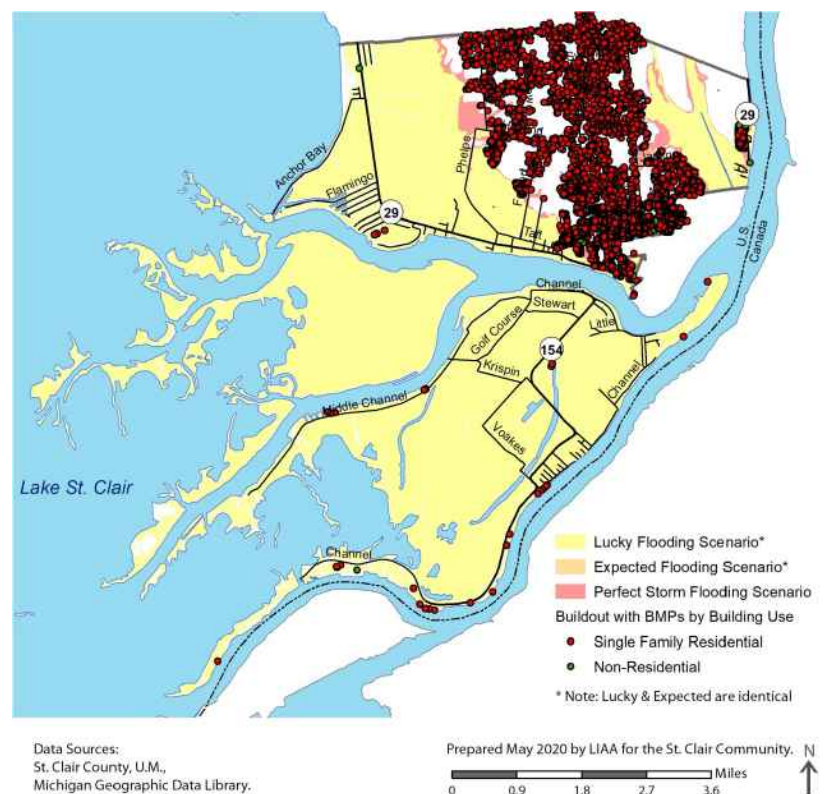 29
Anchor Bay
Phelps
Flamingo
29
Taft
U.S.
Canada
Channel
Stewart
Little
Golf Course
154
Krispin
Channel
Middle Channel
Voakes
Lake St. Clair
Channel
Lucky Flooding Scenario*
Expected Flooding Scenario*
Perfect Storm Flooding Scenario
Buildout with BMPs by Building Use
Single Family Residential
Non-Residential
* Note: Lucky & Expected are identical
Data Sources:
St. Clair County, U.M.,
Michigan Geographic Data Library.
Prepared May 2020 by LIAA for the St. Clair Community.
N
Miles
0 0.9 1.8 2.7 3.6